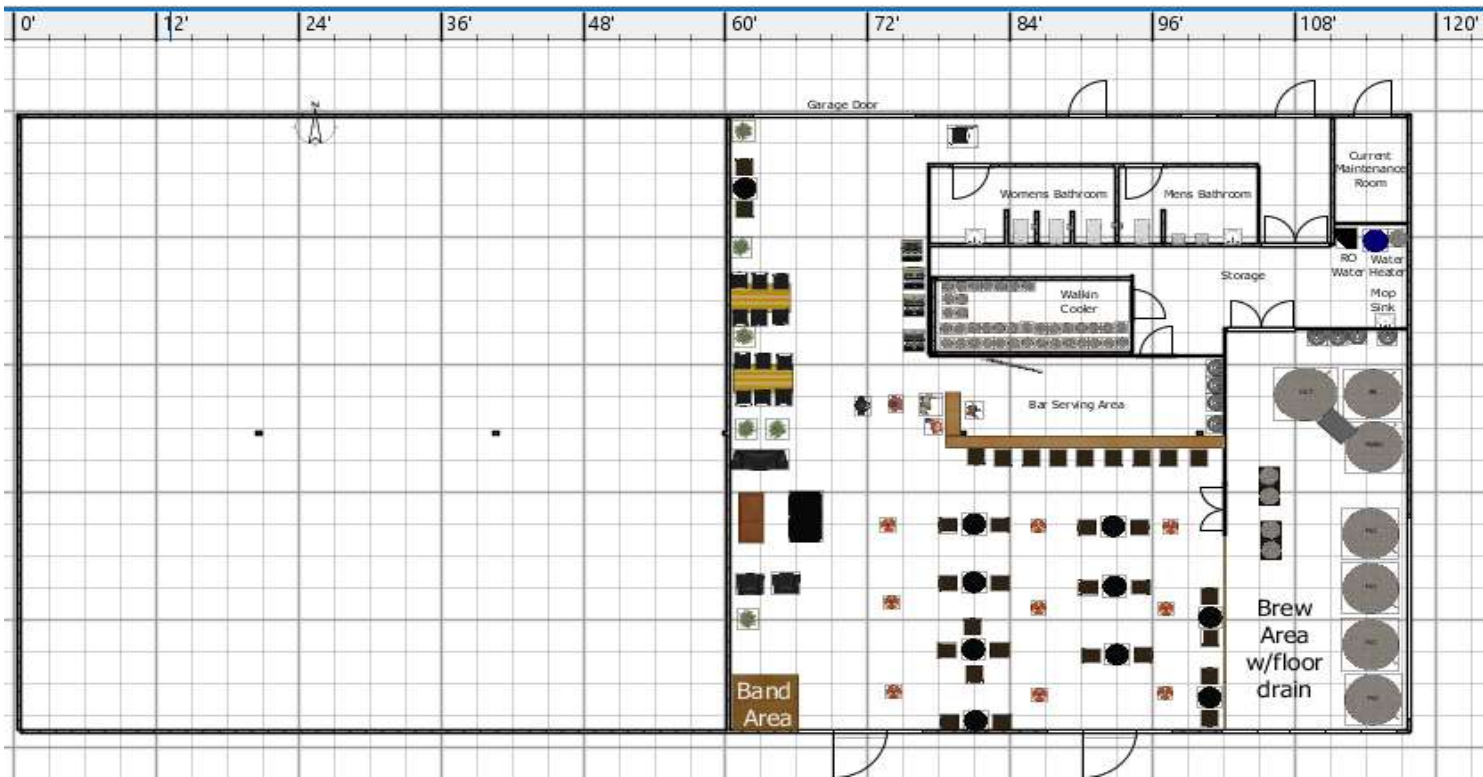 0' 12' 24' 36' 48' 60' 72' 84' 96' 108' 120'
Garage Door
N
Current
Maintenance
Room
Womens Bathroom
Mens Bathroom
RO
Water
Water
Heater
Storage
Mop
Sink
Walkin
Cooler
Bar Serving Area
Brew
Area
w/floor
drain
Band
Area